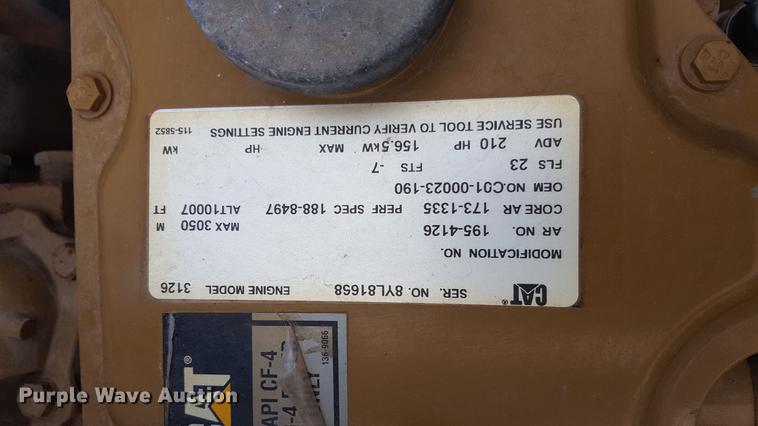 CAT®
SER. NO. 8YL81658 ENGINE MODEL 3126
MODIFICATION NO.
AR NO. 195-4126 MAX 3050 M
CORE AR 173-1335 PERF SPEC 188-8497 ALT10007 FT
OEM NO.C01-00023-190
FLS 23 FTS -7
ADV 210 HP 156.5kW MAX HP kW
USE SERVICE TOOL TO VERIFY CURRENT ENGINE SETTINGS 115-5852
CAT®
API CF-4
ONLY
136-9066
Purple Wave Auction